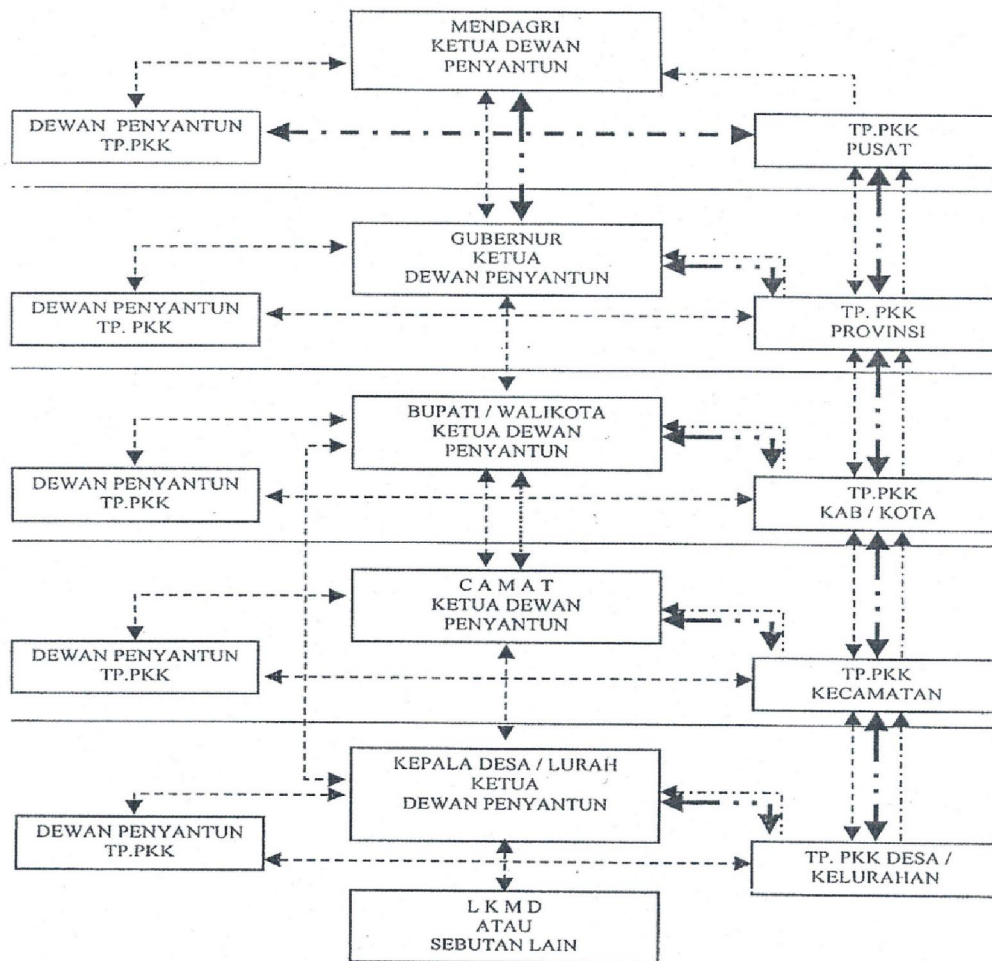 MENDAGRI
KETUA DEWAN
PENYANTUN
DEWAN PENYANTUN
TP.PKK
TP.PKK
PUSAT
GUBERNUR
KETUA
DEWAN PENYANTUN
DEWAN PENYANTUN
TP. PKK
TP. PKK
PROVINSI
BUPATI / WALIKOTA
KETUA DEWAN
PENYANTUN
DEWAN PENYANTUN
TP.PKK
TP.PKK
KAB / KOTA
C A M A T
KETUA DEWAN
PENYANTUN
DEWAN PENYANTUN
TP.PKK
TP.PKK
KECAMATAN
KEPALA DESA / LURAH
KETUA
DEWAN PENYANTUN
DEWAN PENYANTUN
TP.PKK
TP. PKK DESA /
KELURAHAN
L K M D
ATAU
SEBUTAN LAIN